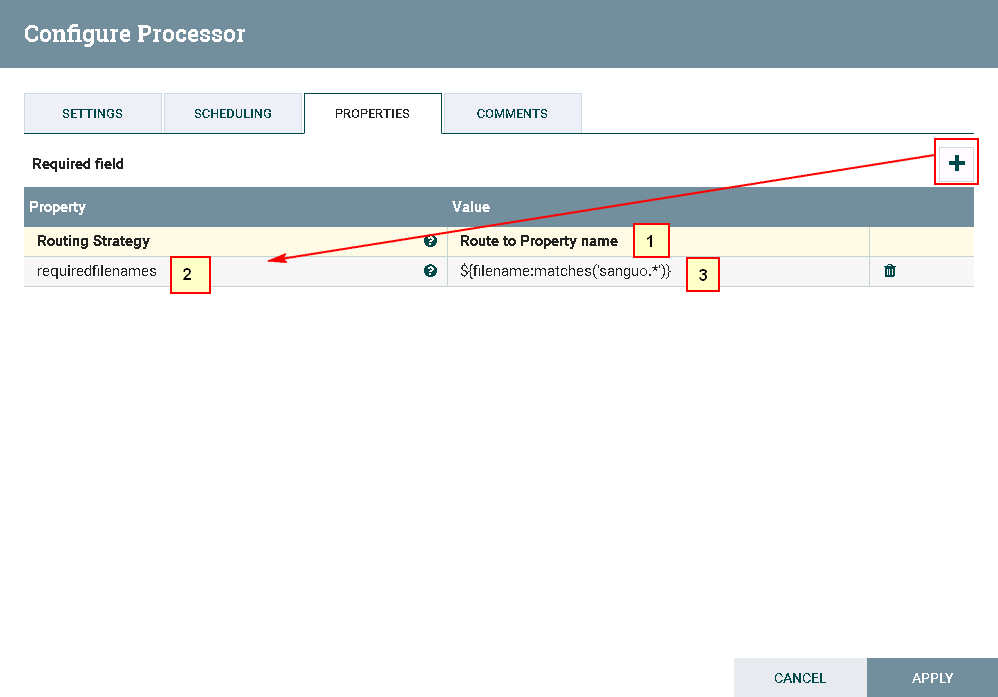 Configure Processor
SETTINGS SCHEDULING PROPERTIES COMMENTS
Required field
Property Value
Routing Strategy Route to Property name 1
requiredfilenames 2 ${filename:matches('sanguo.*')} 3
CANCEL APPLY